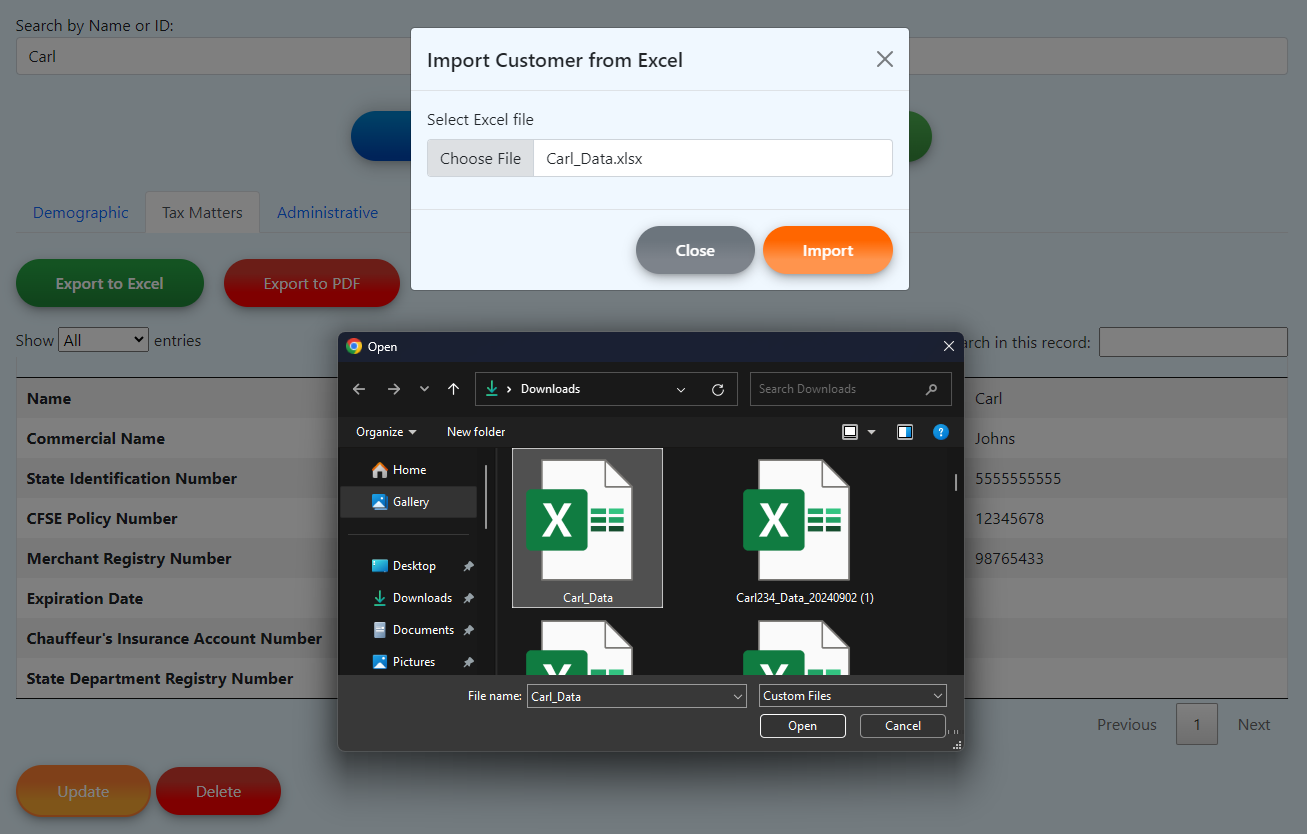 Search by Name or ID:
Carl
Import Customer from Excel
Select Excel file
Choose File Carl_Data.xlsx
Close Import
Demographic Tax Matters Administrative
Export to Excel Export to PDF
Show All entries
arch in this record:
Name Carl
Commercial Name Johns
State Identification Number 5555555555
CFSE Policy Number 12345678
Merchant Registry Number 98765433
Expiration Date
Chauffeur's Insurance Account Number
State Department Registry Number
Previous 1 Next
Update Delete
Open
Downloads
Search Downloads
Organize New folder
Home
Gallery
Desktop
Downloads
Documents
Pictures
X X
Carl_Data Carl234_Data_20240902 (1)
File name: Carl_Data Custom Files
Open Cancel